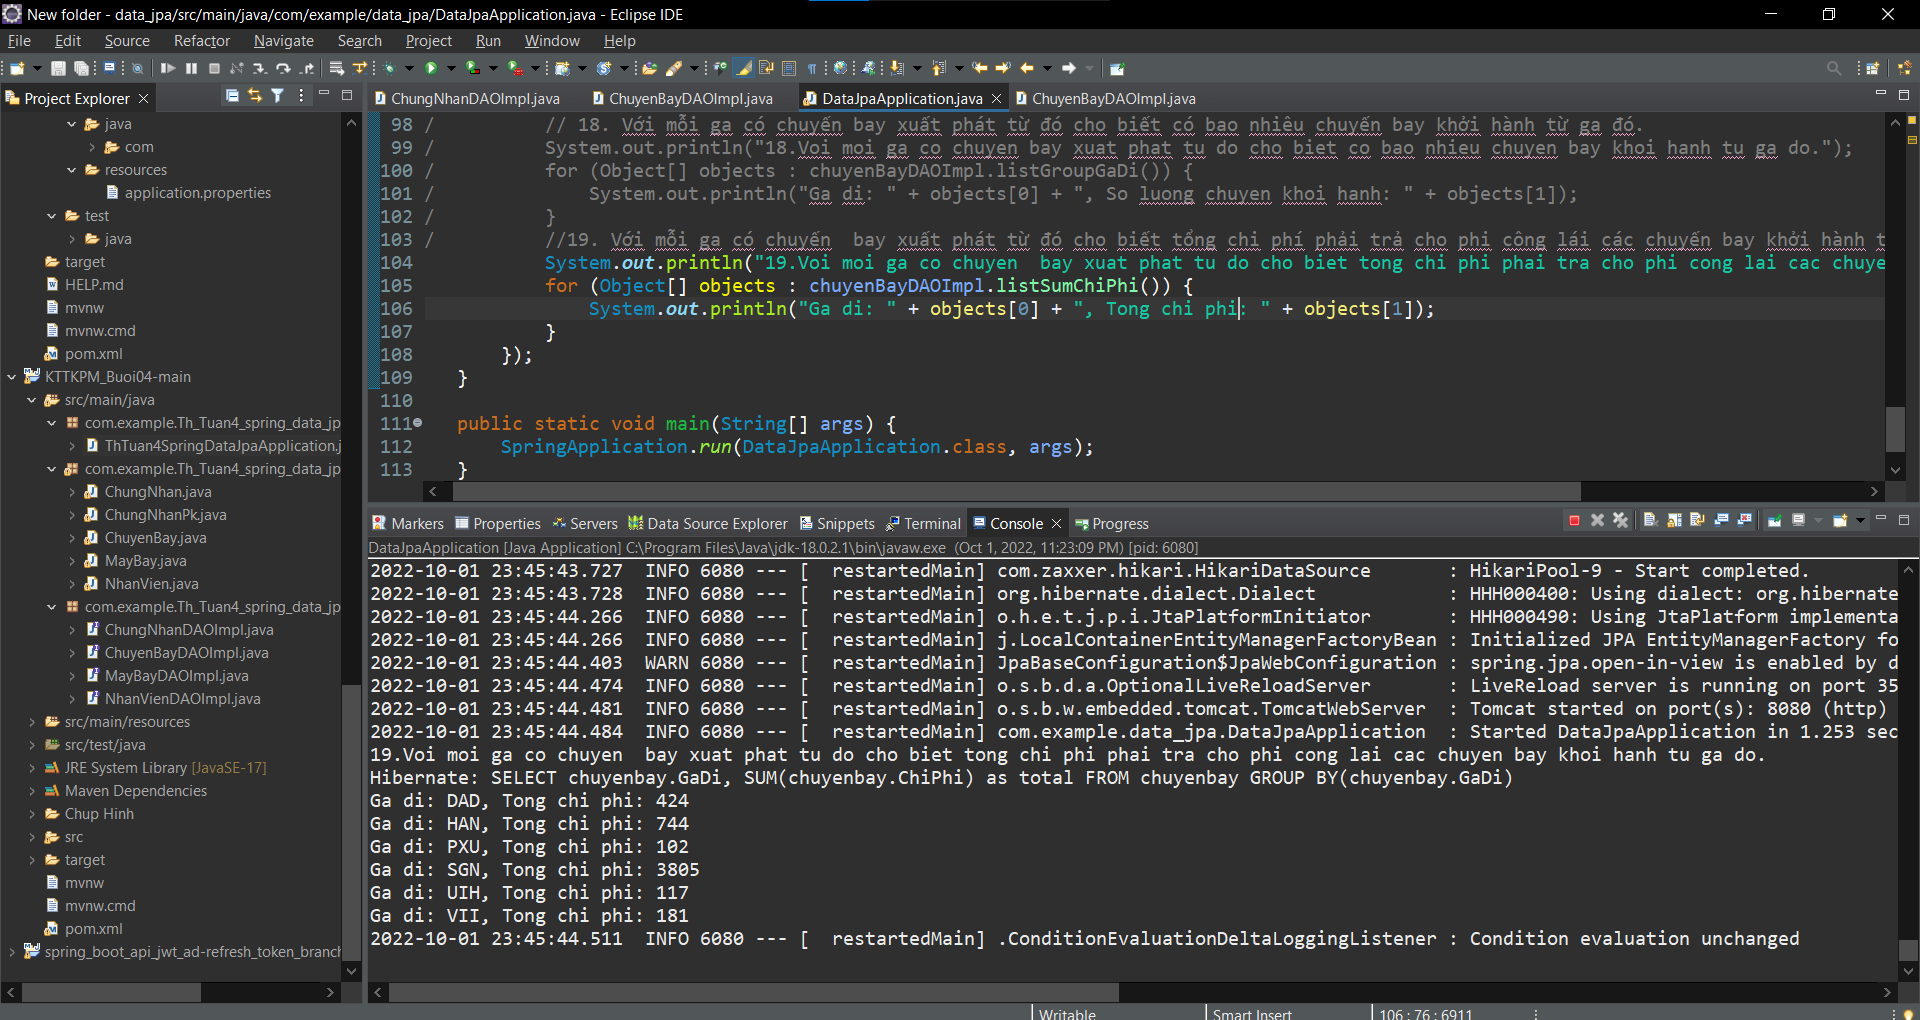 New folder - data_jpa/src/main/java/com/example/data_jpa/DataJpaApplication.java - Eclipse IDE
File Edit Source Refactor Navigate Search Project Run Window Help
Project Explorer
java
com
resources
application.properties
test
java
target
HELP.md
mvnw
mvnw.cmd
pom.xml
KTTKPM_Buoi04-main
src/main/java
com.example.Th_Tuan4_spring_data_jp
ThTuan4SpringDataJpaApplication.j
com.example.Th_Tuan4_spring_data_jp
ChungNhan.java
ChungNhanPk.java
ChuyenBay.java
MayBay.java
NhanVien.java
com.example.Th_Tuan4_spring_data_jp
ChungNhanDAOImpl.java
ChuyenBayDAOImpl.java
MayBayDAOImpl.java
NhanVienDAOImpl.java
src/main/resources
src/test/java
JRE System Library [JavaSE-17]
Maven Dependencies
Chup Hinh
src
target
mvnw
mvnw.cmd
pom.xml
spring_boot_api_jwt_ad-refresh_token_branch
ChungNhanDAOImpl.java ChuyenBayDAOImpl.java DataJpaApplication.java ChuyenBayDAOImpl.java
98 / // 18. Với mỗi ga có chuyến bay xuất phát từ đó cho biết có bao nhiêu chuyến bay khởi hành từ ga đó.
99 / System.out.println("18.Voi moi ga co chuyen bay xuat phat tu do cho biet co bao nhieu chuyen bay khoi hanh tu ga do.");
100 / for (Object[] objects : chuyenBayDAOImpl.listGroupGaDi()) {
101 / System.out.println("Ga di: " + objects[0] + ", So luong chuyen khoi hanh: " + objects[1]);
102 / }
103 / //19. Với mỗi ga có chuyến  bay xuất phát từ đó cho biết tổng chi phí phải trả cho phi công lái các chuyến bay khởi hành t
104 System.out.println("19.Voi moi ga co chuyen  bay xuat phat tu do cho biet tong chi phi phai tra cho phi cong lai cac chuye
105 for (Object[] objects : chuyenBayDAOImpl.listSumChiPhi()) {
106 System.out.println("Ga di: " + objects[0] + ", Tong chi phi: " + objects[1]);
107 }
108 });
109 }
110
111 public static void main(String[] args) {
112 SpringApplication.run(DataJpaApplication.class, args);
113 }
Markers Properties Servers Data Source Explorer Snippets Terminal Console Progress
DataJpaApplication [Java Application] C:\Program Files\Java\jdk-18.0.2.1\bin\javaw.exe (Oct 1, 2022, 11:23:09 PM) [pid: 6080]
2022-10-01 23:45:43.727  INFO 6080 --- [  restartedMain] com.zaxxer.hikari.HikariDataSource       : HikariPool-9 - Start completed.
2022-10-01 23:45:43.728  INFO 6080 --- [  restartedMain] org.hibernate.dialect.Dialect            : HHH000400: Using dialect: org.hibernate
2022-10-01 23:45:44.266  INFO 6080 --- [  restartedMain] o.h.e.t.j.p.i.JtaPlatformInitiator       : HHH000490: Using JtaPlatform implementa
2022-10-01 23:45:44.266  INFO 6080 --- [  restartedMain] j.LocalContainerEntityManagerFactoryBean : Initialized JPA EntityManagerFactory fo
2022-10-01 23:45:44.403  WARN 6080 --- [  restartedMain] JpaBaseConfiguration$JpaWebConfiguration : spring.jpa.open-in-view is enabled by d
2022-10-01 23:45:44.474  INFO 6080 --- [  restartedMain] o.s.b.d.a.OptionalLiveReloadServer       : LiveReload server is running on port 35
2022-10-01 23:45:44.481  INFO 6080 --- [  restartedMain] o.s.b.w.embedded.tomcat.TomcatWebServer  : Tomcat started on port(s): 8080 (http)
2022-10-01 23:45:44.484  INFO 6080 --- [  restartedMain] com.example.data_jpa.DataJpaApplication  : Started DataJpaApplication in 1.253 sec
19.Voi moi ga co chuyen  bay xuat phat tu do cho biet tong chi phi phai tra cho phi cong lai cac chuyen bay khoi hanh tu ga do.
Hibernate: SELECT chuyenbay.GaDi, SUM(chuyenbay.ChiPhi) as total FROM chuyenbay GROUP BY(chuyenbay.GaDi)
Ga di: DAD, Tong chi phi: 424
Ga di: HAN, Tong chi phi: 744
Ga di: PXU, Tong chi phi: 102
Ga di: SGN, Tong chi phi: 3805
Ga di: UIH, Tong chi phi: 117
Ga di: VII, Tong chi phi: 181
2022-10-01 23:45:44.511  INFO 6080 --- [  restartedMain] .ConditionEvaluationDeltaLoggingListener : Condition evaluation unchanged
Writable Smart Insert 106 : 76 : 6911